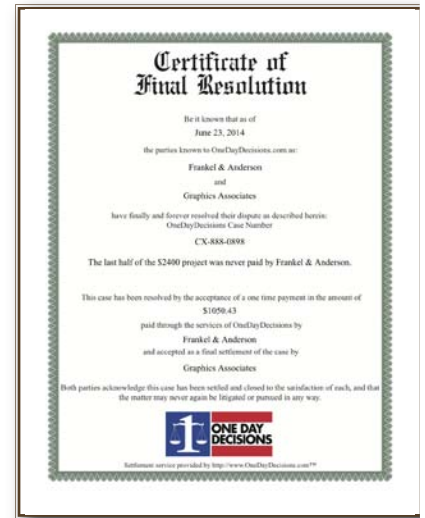 Certificate of
Final Resolution
Be it known that as of
June 23, 2014
the parties known to OneDayDecisions.com as:
Frankel & Anderson
and
Graphics Associates
have finally and forever resolved their dispute as described herein:
OneDayDecisions Case Number
CX-888-0898
The last half of the $2400 project was never paid by Frankel & Anderson.
This case has been resolved by the acceptance of a one time payment in the amount of
$1050.43
paid through the services of OneDayDecisions by
Frankel & Anderson
and accepted as a final settlement of the case by
Graphics Associates
Both parties acknowledge this case has been settled and closed to the satisfaction of each, and that
the matter may never again be litigated or pursued in any way.
ONE DAY
DECISIONS
Settlement service provided by http://www.OneDayDecisions.com™